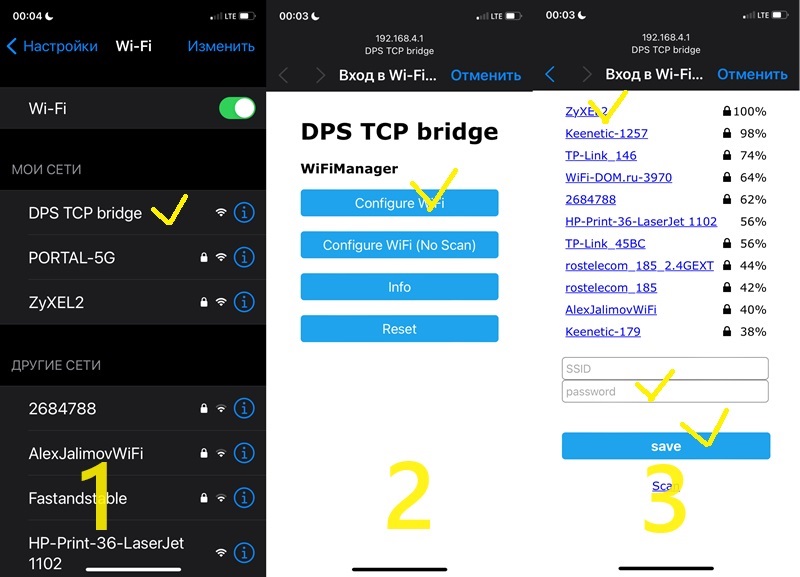 00:04
LTE
Настройки
Wi-Fi
Изменить
Wi-Fi
МОИ СЕТИ
DPS TCP bridge
PORTAL-5G
ZyXEL2
ДРУГИЕ СЕТИ
2684788
AlexJalimovWiFi
Fastandstable
HP-Print-36-LaserJet
1102
1
00:03
LTE
192.168.4.1
DPS TCP bridge
Вход в Wi-Fi...
Отменить
DPS TCP bridge
WiFiManager
Configure WiFi
Configure WiFi (No Scan)
Info
Reset
2
00:03
LTE
192.168.4.1
DPS TCP bridge
Вход в Wi-Fi...
Отменить
ZyXEL2 100%
Keenetic-1257 98%
TP-Link_146 74%
WiFi-DOM.ru-3970 64%
2684788 62%
HP-Print-36-LaserJet 1102 56%
TP-Link_45BC 56%
rostelecom_185_2.4GEXT 44%
rostelecom_185 42%
AlexJalimovWiFi 40%
Keenetic-179 38%
SSID
password
save
Scan
3